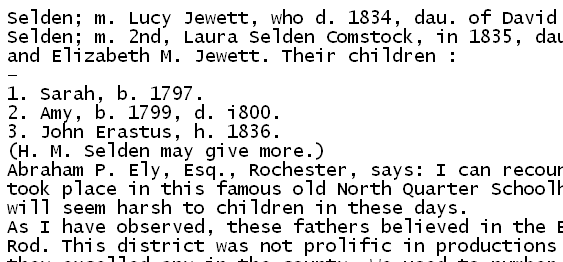 Selden; m. Lucy Jewett, who d. 1834, dau. of David
Selden; m. 2nd, Laura Selden Comstock, in 1835, dau
and Elizabeth M. Jewett. Their children :
—
1. Sarah, b. 1797.
2. Amy, b. 1799, d. i800.
3. John Erastus, h. 1836.
(H. M. Selden may give more.)
Abraham P. Ely, Esq., Rochester, says: I can recoun
took place in this famous old North Quarter Schoolh
will seem harsh to children in these days.
As I have observed, these fathers believed in the B
Rod. This district was not prolific in productions